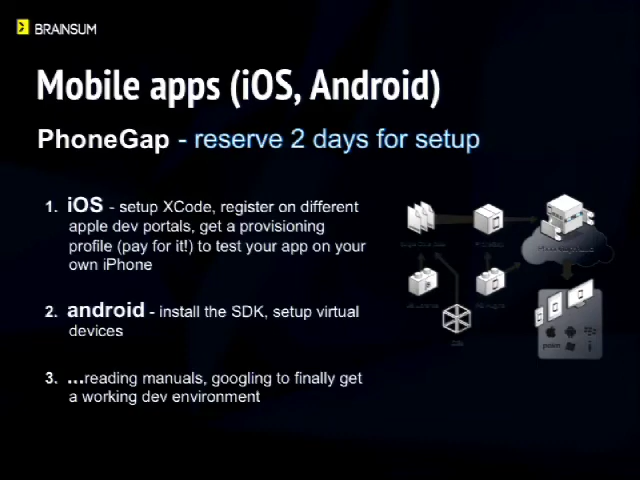 BRAINSUM
Mobile apps (iOS, Android)
PhoneGap - reserve 2 days for setup
1. iOS - setup XCode, register on different
apple dev portals, get a provisioning
profile (pay for it!) to test your app on your
own iPhone
2. android - install the SDK, setup virtual
devices
3. ...reading manuals, googling to finally get
a working dev environment